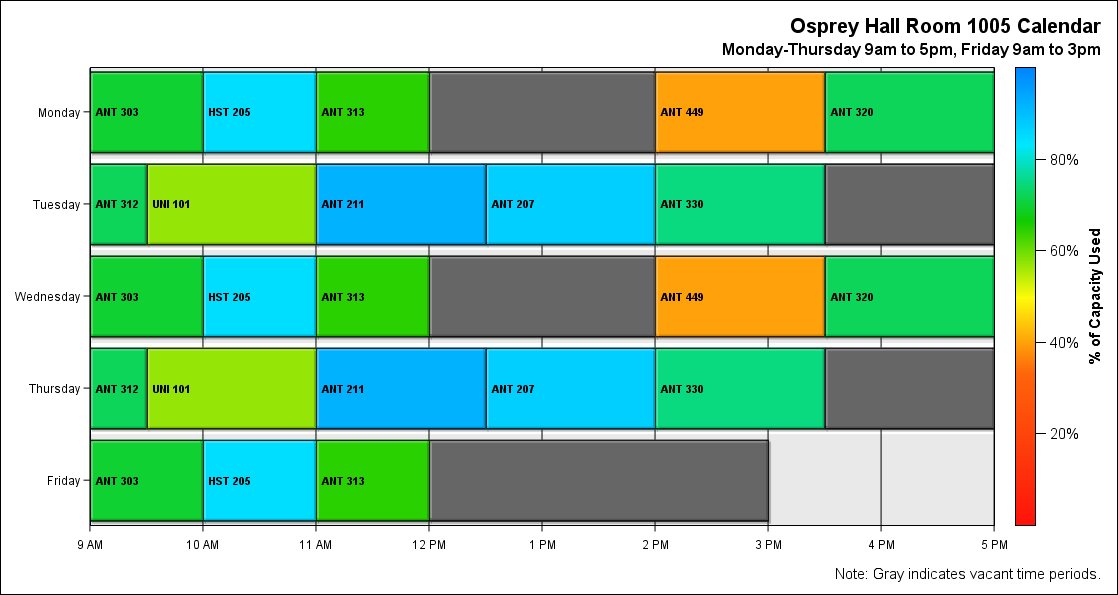 Osprey Hall Room 1005 Calendar
Monday-Thursday 9am to 5pm, Friday 9am to 3pm
Monday ANT 303 HST 205 ANT 313 ANT 449 ANT 320
80%
Tuesday ANT 312 UNI 101 ANT 211 ANT 207 ANT 330
60%
Wednesday ANT 303 HST 205 ANT 313 ANT 449 ANT 320
% of Capacity Used
40%
Thursday ANT 312 UNI 101 ANT 211 ANT 207 ANT 330
20%
Friday ANT 303 HST 205 ANT 313
9 AM 10 AM 11 AM 12 PM 1 PM 2 PM 3 PM 4 PM 5 PM
Note: Gray indicates vacant time periods.